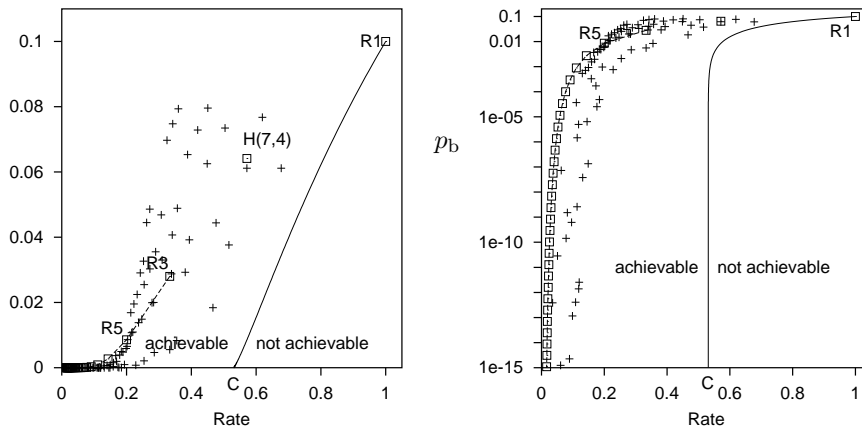 0.1
0.08
0.06
0.04
0.02
0
R1
H(7,4)
R3
R5
achievable
not achievable
0
0.2
0.4
C
0.6
0.8
1
Rate
p_b
0.1
0.01
1e-05
1e-10
1e-15
R5
R1
achievable
not achievable
0
0.2
0.4
C
0.6
0.8
1
Rate